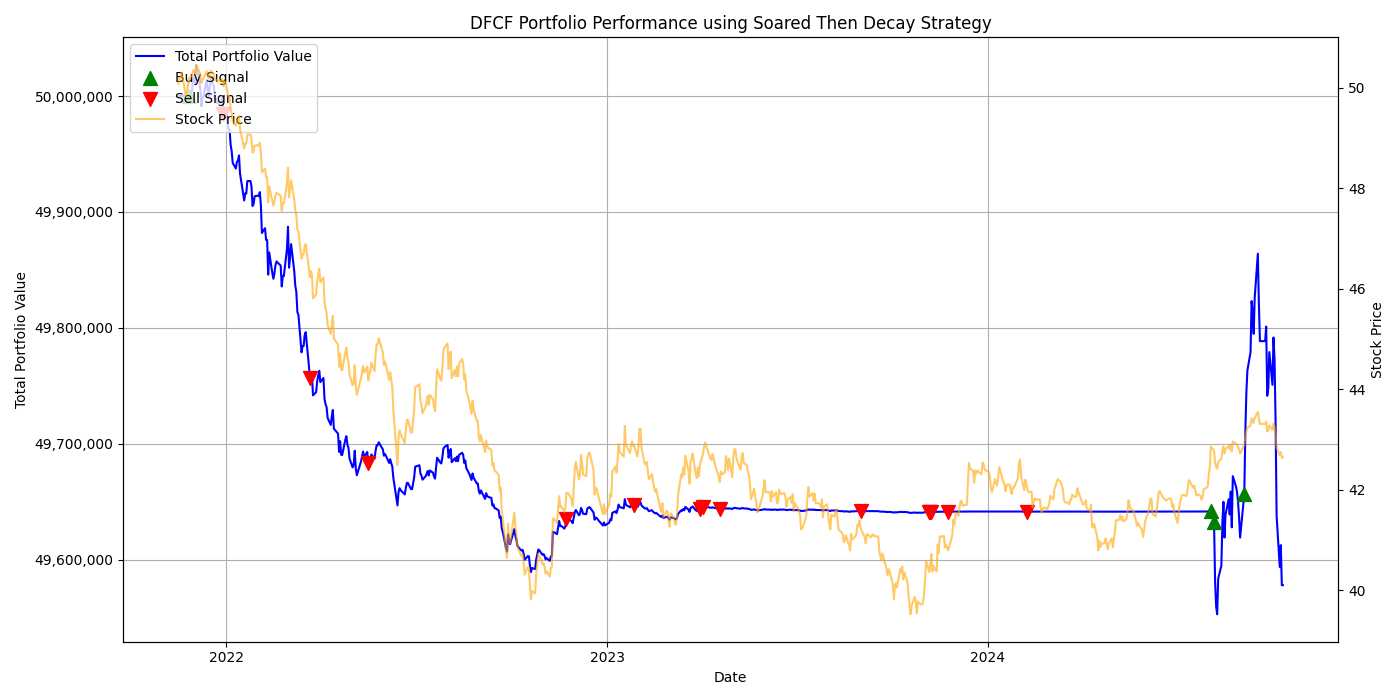 DFCF Portfolio Performance using Soared Then Decay Strategy
Total Portfolio Value
Buy Signal
Sell Signal
Stock Price
50,000,000
49,900,000
49,800,000
49,700,000
49,600,000
Total Portfolio Value
50
48
46
44
42
40
Stock Price
2022
2023
2024
Date